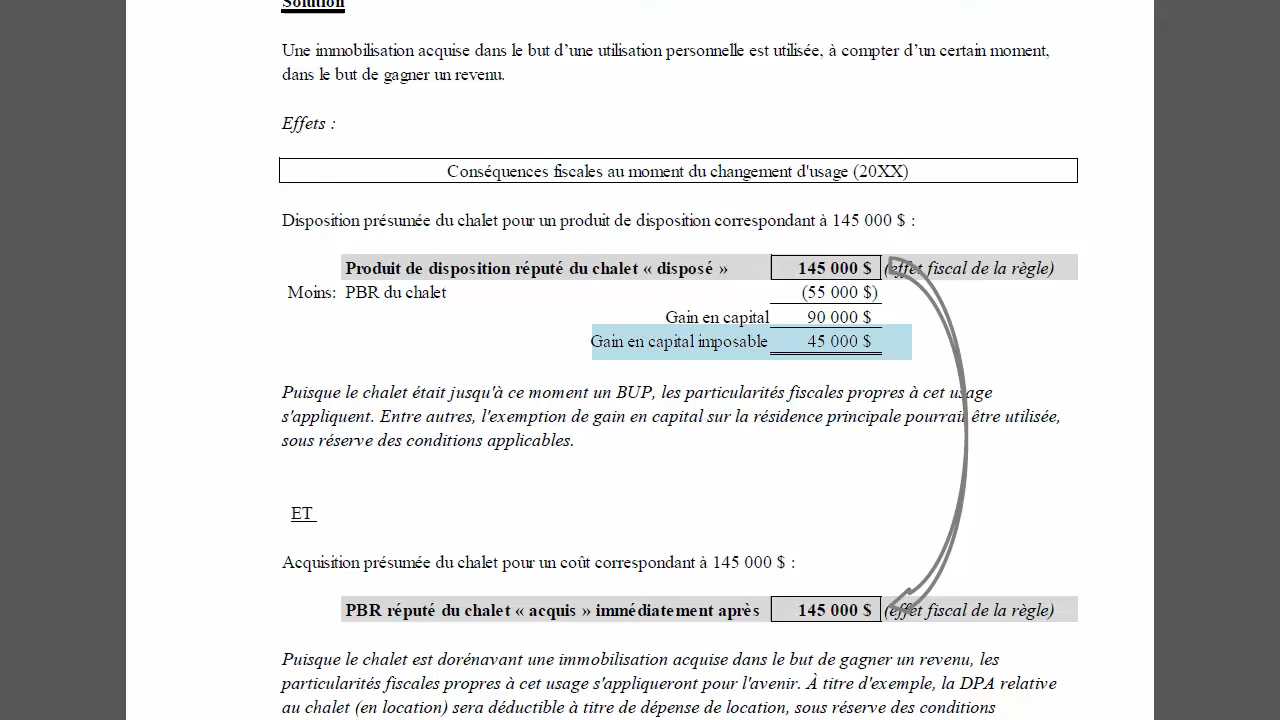 Solution
Une immobilisation acquise dans le but d’une utilisation personnelle est utilisée, à compter d’un certain moment,
dans le but de gagner un revenu.
Effets :
Conséquences fiscales au moment du changement d'usage (20XX)
Disposition présumée du chalet pour un produit de disposition correspondant à 145 000 $ :
Produit de disposition réputé du chalet « disposé » 145 000 $ (effet fiscal de la règle)
Moins: PBR du chalet (55 000 $)
Gain en capital 90 000 $
Gain en capital imposable 45 000 $
Puisque le chalet était jusqu'à ce moment un BUP, les particularités fiscales propres à cet usage
s'appliquent. Entre autres, l'exemption de gain en capital sur la résidence principale pourrait être utilisée,
sous réserve des conditions applicables.
ET
Acquisition présumée du chalet pour un coût correspondant à 145 000 $ :
PBR réputé du chalet « acquis » immédiatement après 145 000 $ (effet fiscal de la règle)
Puisque le chalet est dorénavant une immobilisation acquise dans le but de gagner un revenu, les
particularités fiscales propres à cet usage s'appliqueront pour l'avenir. À titre d'exemple, la DPA relative
au chalet (en location) sera déductible à titre de dépense de location, sous réserve des conditions